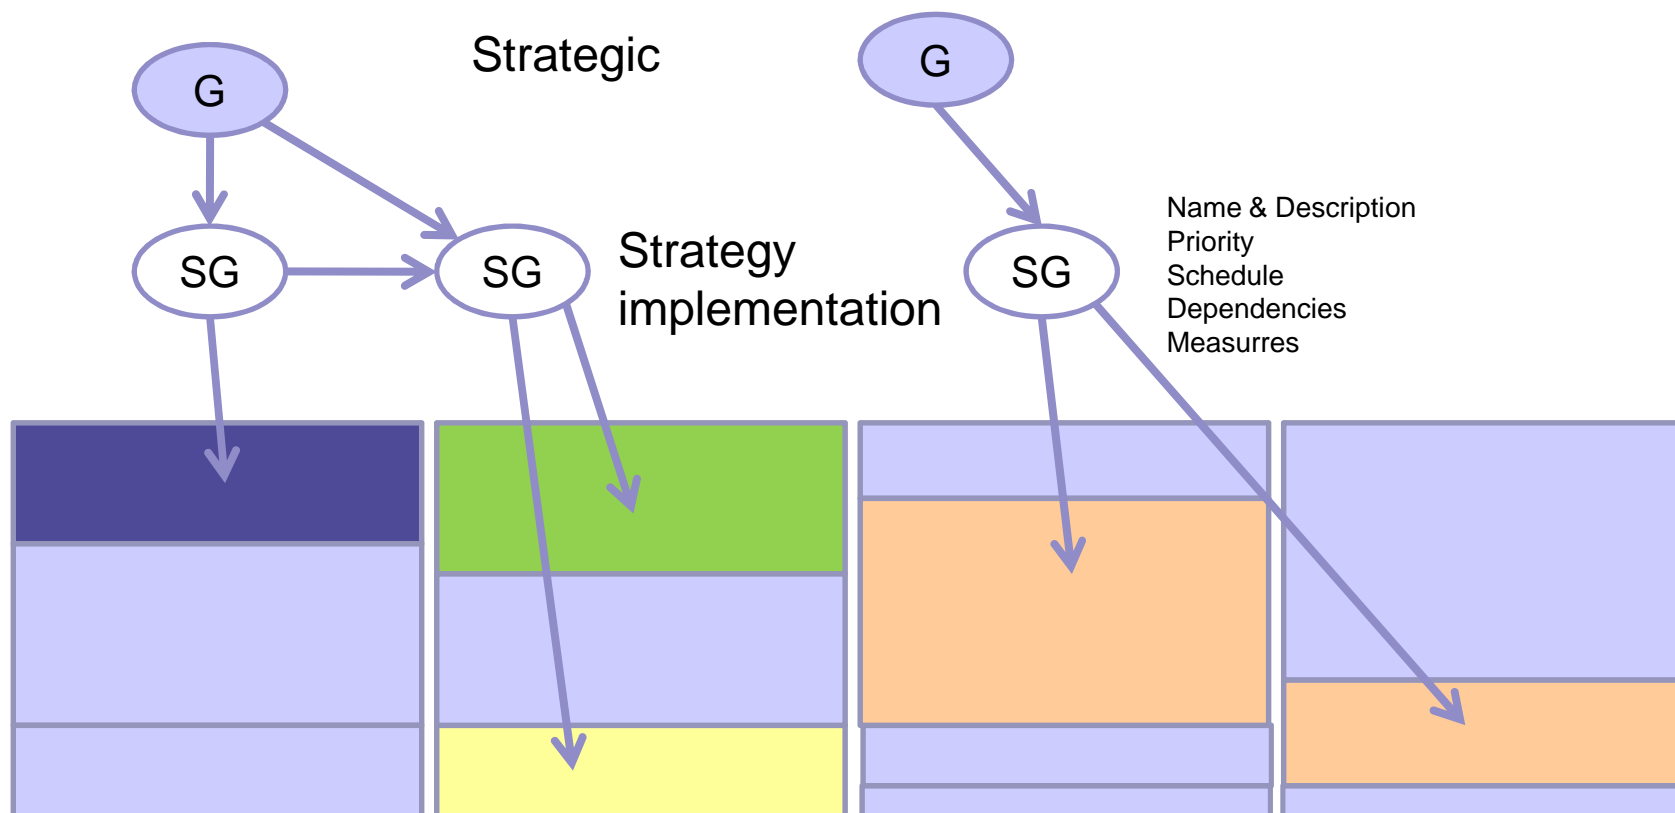 G
Strategic
G
SG
SG
Strategy
implementation
SG
Name & Description
Priority
Schedule
Dependencies
Measurres